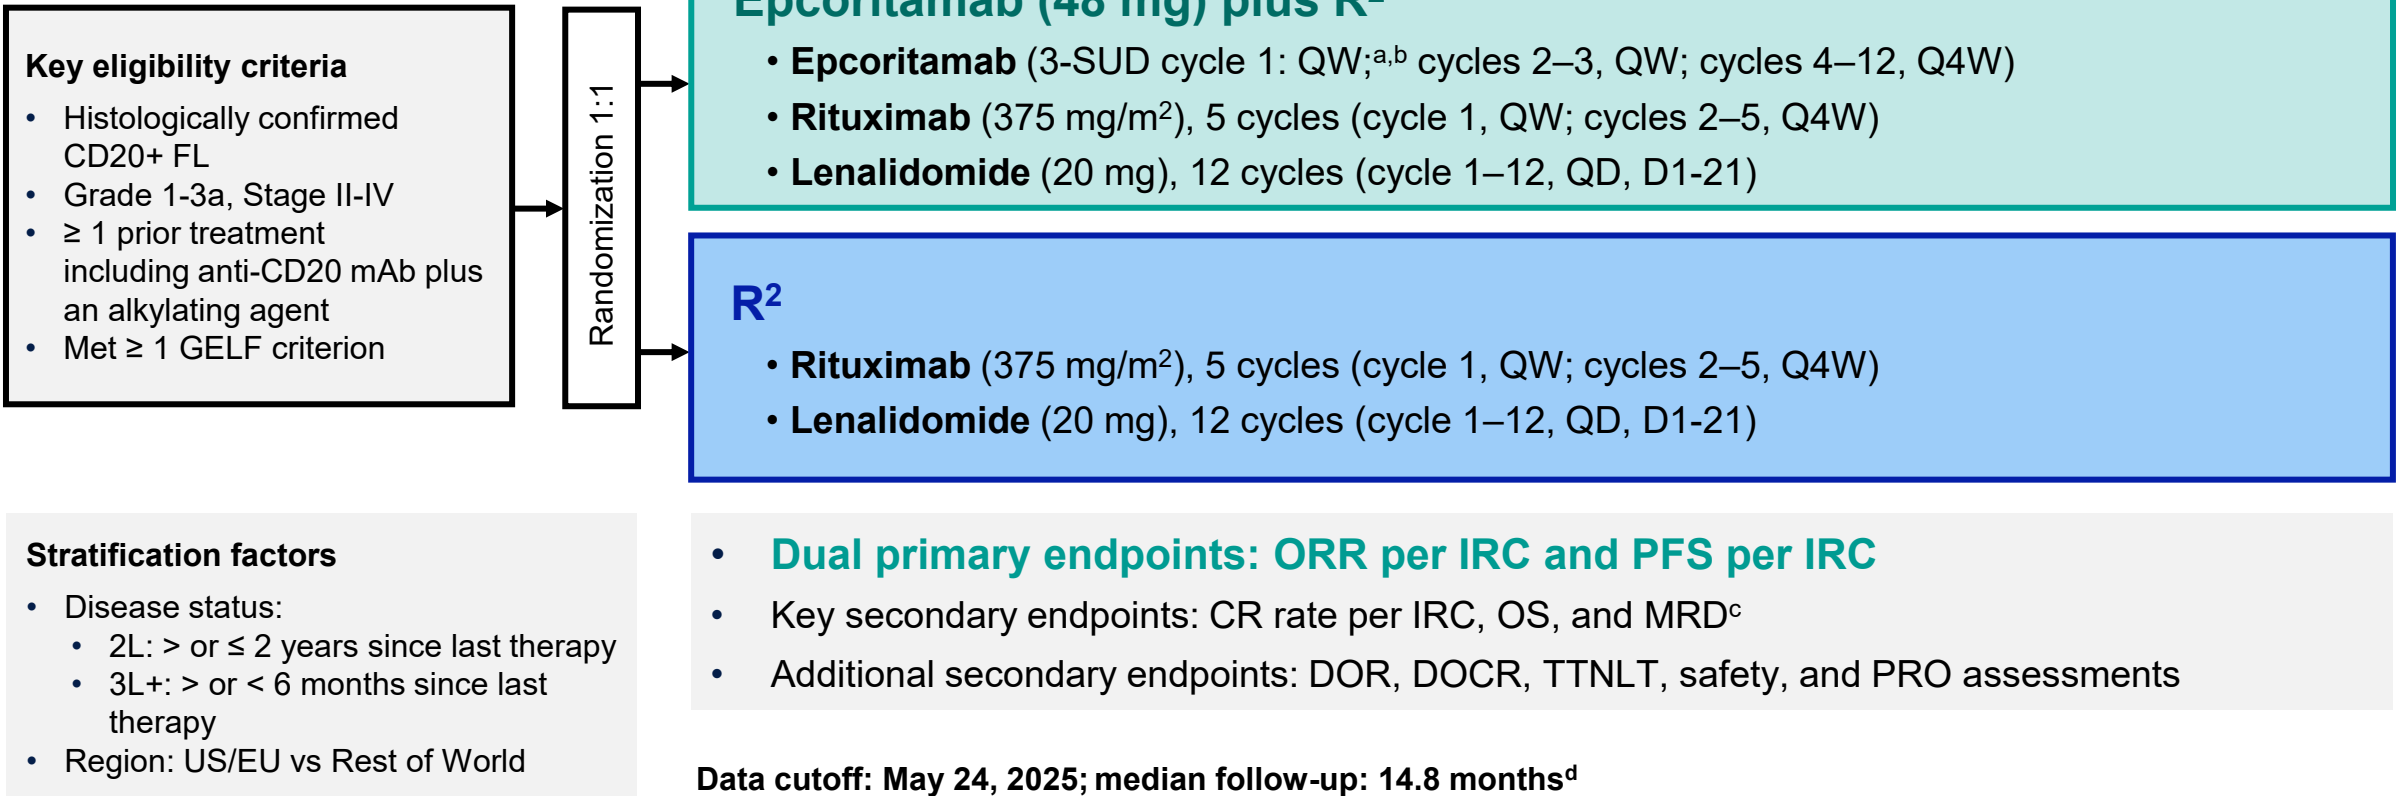 Key eligibility criteria
• Histologically confirmed
CD20+ FL
• Grade 1-3a, Stage II-IV
• ≥ 1 prior treatment
including anti-CD20 mAb plus
an alkylating agent
• Met ≥ 1 GELF criterion
Randomization 1:1
Epcoritamab (48 mg) plus R²
• Epcoritamab (3-SUD cycle 1: QW;ᵃ,ᵇ cycles 2–3, QW; cycles 4–12, Q4W)
• Rituximab (375 mg/m²), 5 cycles (cycle 1, QW; cycles 2–5, Q4W)
• Lenalidomide (20 mg), 12 cycles (cycle 1–12, QD, D1-21)
R²
• Rituximab (375 mg/m²), 5 cycles (cycle 1, QW; cycles 2–5, Q4W)
• Lenalidomide (20 mg), 12 cycles (cycle 1–12, QD, D1-21)
Stratification factors
• Disease status:
• 2L: > or ≤ 2 years since last therapy
• 3L+: > or < 6 months since last
therapy
• Region: US/EU vs Rest of World
• Dual primary endpoints: ORR per IRC and PFS per IRC
• Key secondary endpoints: CR rate per IRC, OS, and MRDᶜ
• Additional secondary endpoints: DOR, DOCR, TTNLT, safety, and PRO assessments
Data cutoff: May 24, 2025; median follow-up: 14.8 monthsᵈ